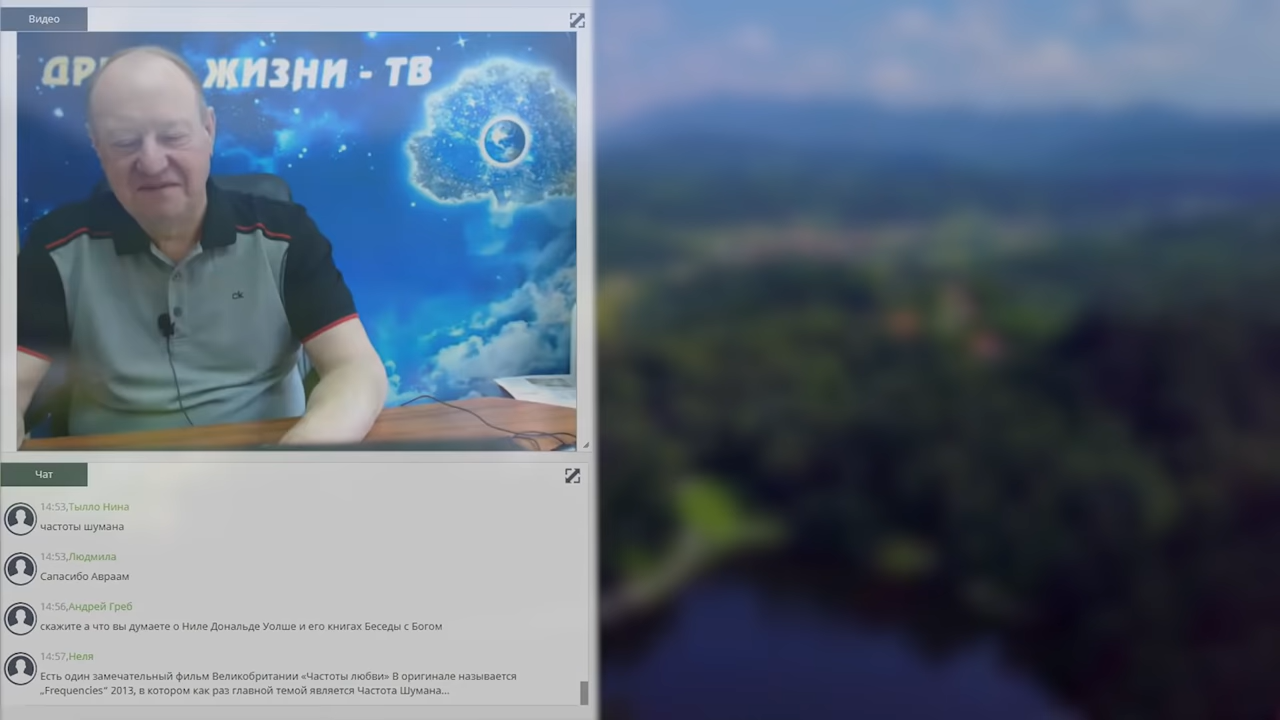 Видео
ЖИЗНИ - ТВ
ck
Чат
14:53,Тылло Нина
частоты шумана
14:53,Людмила
Сапасибо Авраам
14:56,Андрей Греб
скажите а что вы думаете о Ниле Дональде Уолше и его книгах Беседы с Богом
14:57,Неля
Есть один замечательный фильм Великобритании «Частоты любви» В оригинале называется
„Frequencies“ 2013, в котором как раз главной темой является Частота Шумана...